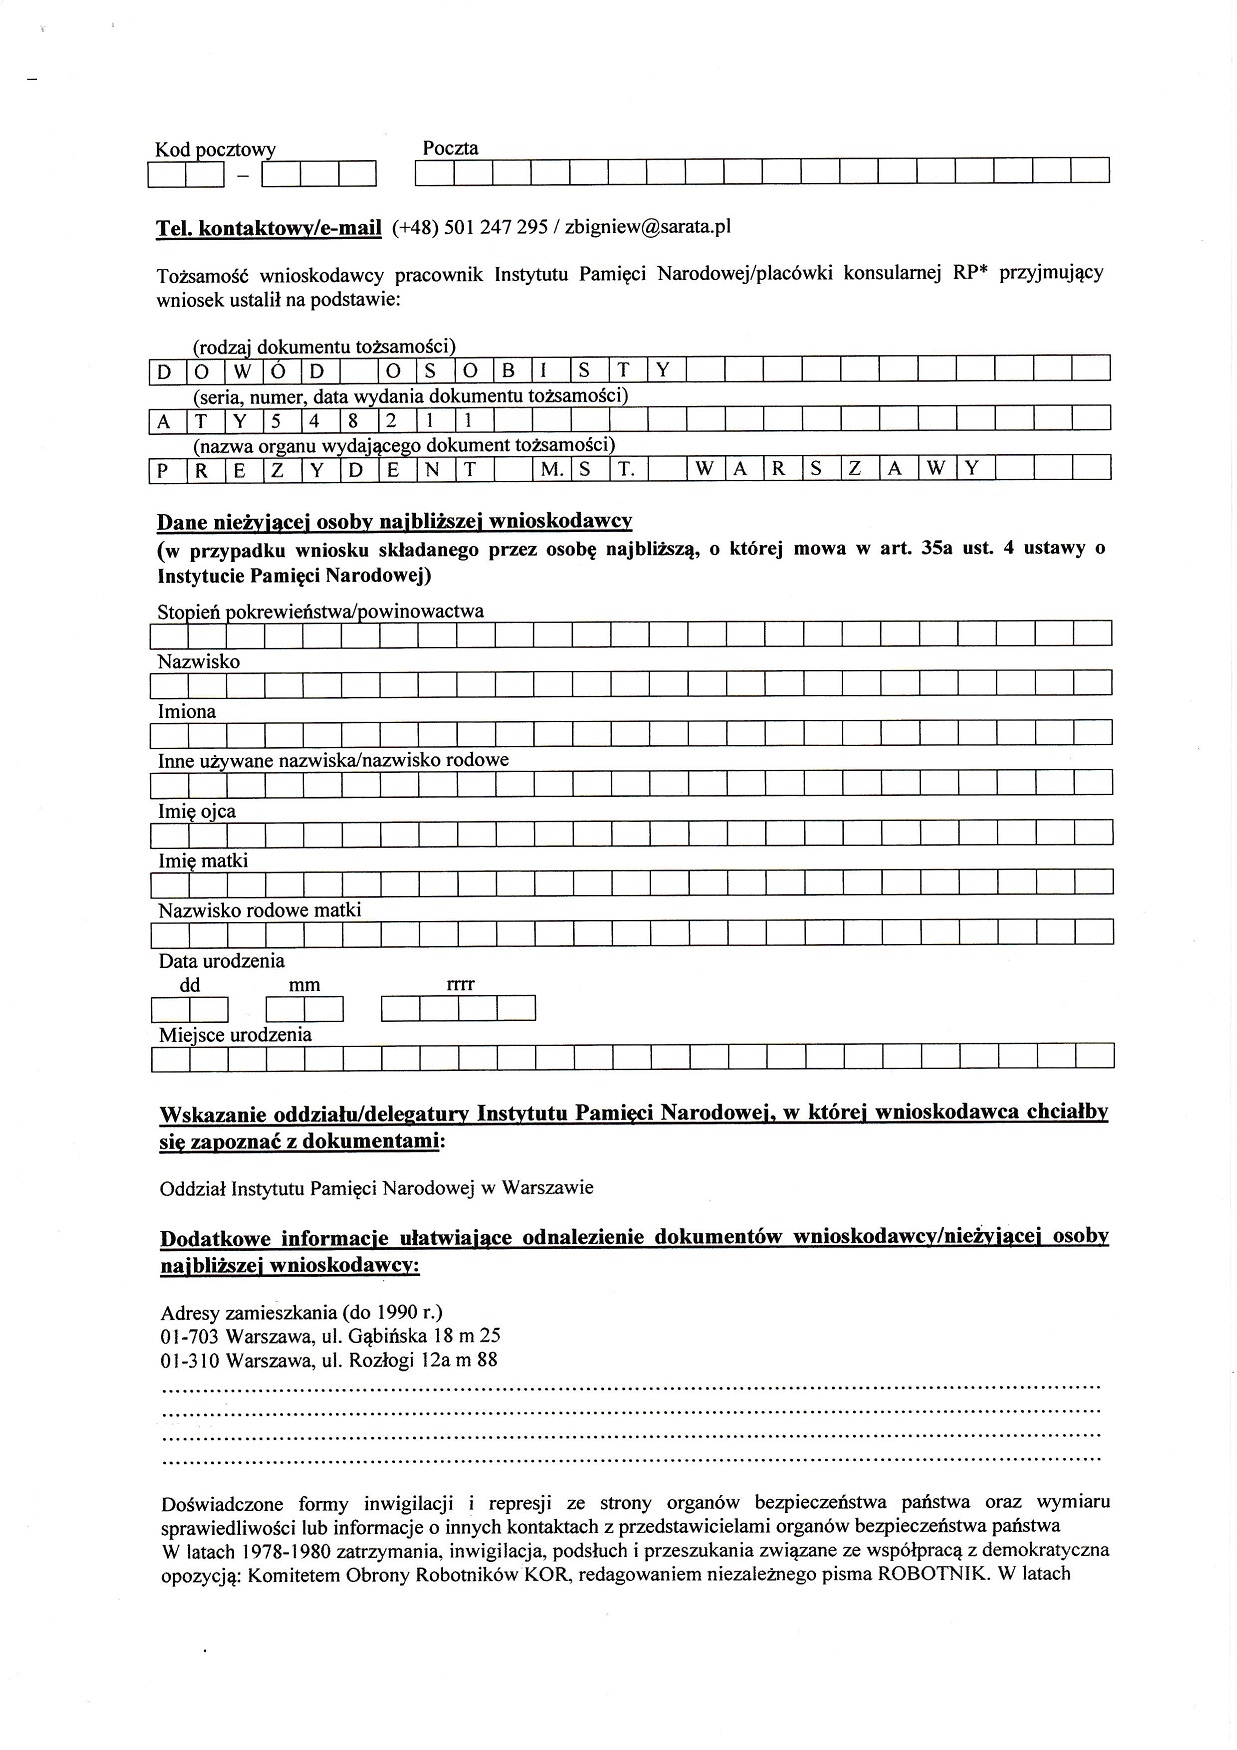 Kod pocztowy Poczta
–
Tel. kontaktowy/e-mail (+48) 501 247 295 / zbigniew@sarata.pl
Tożsamość wnioskodawcy pracownik Instytutu Pamięci Narodowej/placówki konsularnej RP* przyjmujący
wniosek ustalił na podstawie:
(rodzaj dokumentu tożsamości)
DOWÓD OSOBISTY
(seria, numer, data wydania dokumentu tożsamości)
ATY548211
(nazwa organu wydającego dokument tożsamości)
PREZYDENT M.ST. WARSZAWY
Dane nieżyjącej osoby najbliższej wnioskodawcy
(w przypadku wniosku składanego przez osobę najbliższą, o której mowa w art. 35a ust. 4 ustawy o
Instytucie Pamięci Narodowej)
Stopień pokrewieństwa/powinowactwa
Nazwisko
Imiona
Inne używane nazwiska/nazwisko rodowe
Imię ojca
Imię matki
Nazwisko rodowe matki
Data urodzenia
dd mm rrrr
Miejsce urodzenia
Wskazanie oddziału/delegatury Instytutu Pamięci Narodowej, w której wnioskodawca chciałby
się zapoznać z dokumentami:
Oddział Instytutu Pamięci Narodowej w Warszawie
Dodatkowe informacje ułatwiające odnalezienie dokumentów wnioskodawcy/nieżyjącej osoby
najbliższej wnioskodawcy:
Adresy zamieszkania (do 1990 r.)
01-703 Warszawa, ul. Gąbińska 18 m 25
01-310 Warszawa, ul. Rozłogi 12a m 88
Doświadczone formy inwigilacji i represji ze strony organów bezpieczeństwa państwa oraz wymiaru
sprawiedliwości lub informacje o innych kontaktach z przedstawicielami organów bezpieczeństwa państwa
W latach 1978-1980 zatrzymania, inwigilacja, podsłuch i przeszukania związane ze współpracą z demokratyczna
opozycją: Komitetem Obrony Robotników KOR, redagowaniem niezależnego pisma ROBOTNIK. W latach